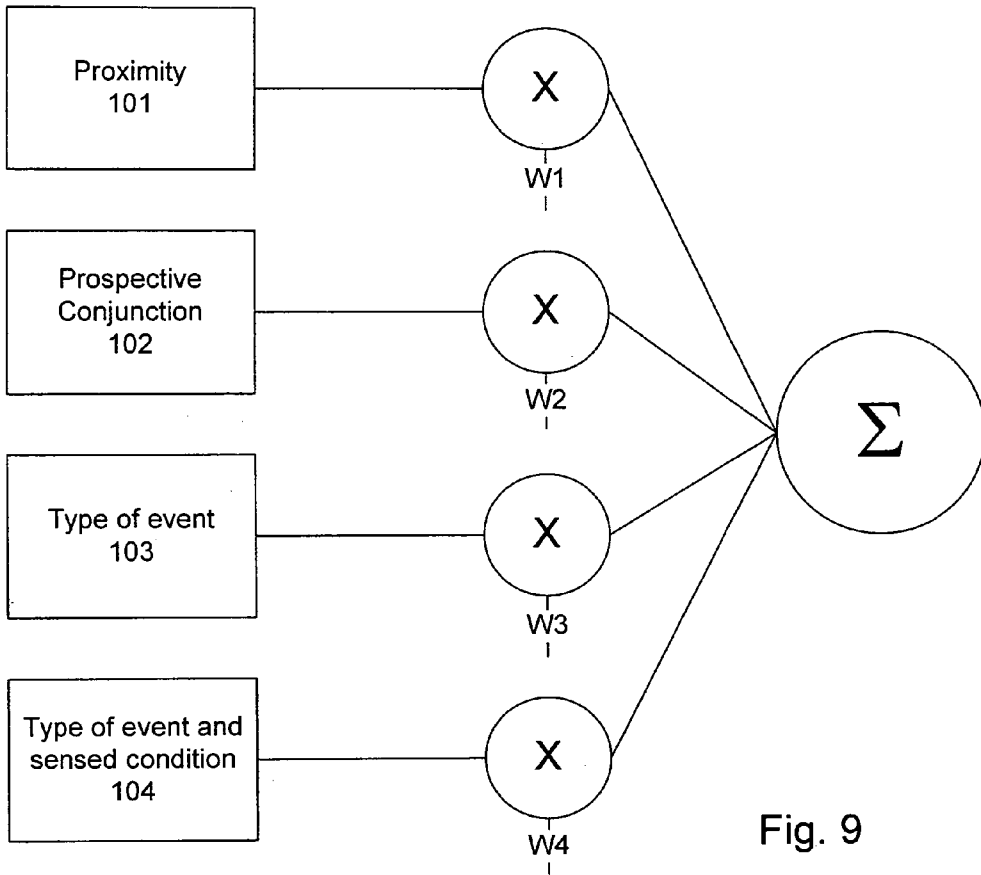 Proximity
101
X
W1
Prospective
Conjunction
102
X
W2
Type of event
103
X
W3
Type of event and
sensed condition
104
X
W4
Σ
Fig. 9